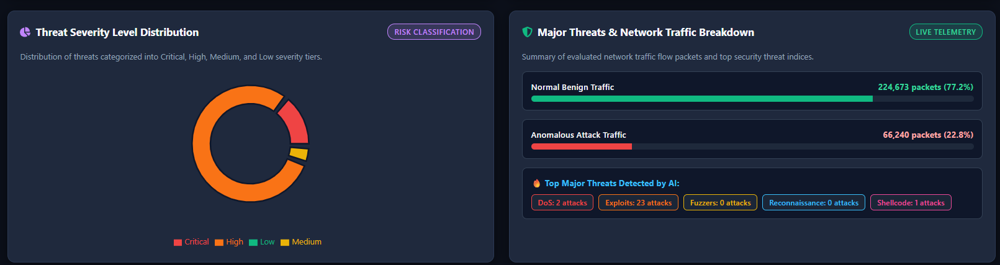 Threat Severity Level Distribution
RISK CLASSIFICATION
Distribution of threats categorized into Critical, High, Medium, and Low severity tiers.
Critical High Low Medium
Major Threats & Network Traffic Breakdown
LIVE TELEMETRY
Summary of evaluated network traffic flow packets and top security threat indices.
Normal Benign Traffic
224,673 packets (77.2%)
Anomalous Attack Traffic
66,240 packets (22.8%)
Top Major Threats Detected by AI:
DoS: 2 attacks Exploits: 23 attacks Fuzzers: 0 attacks Reconnaissance: 0 attacks Shellcode: 1 attacks